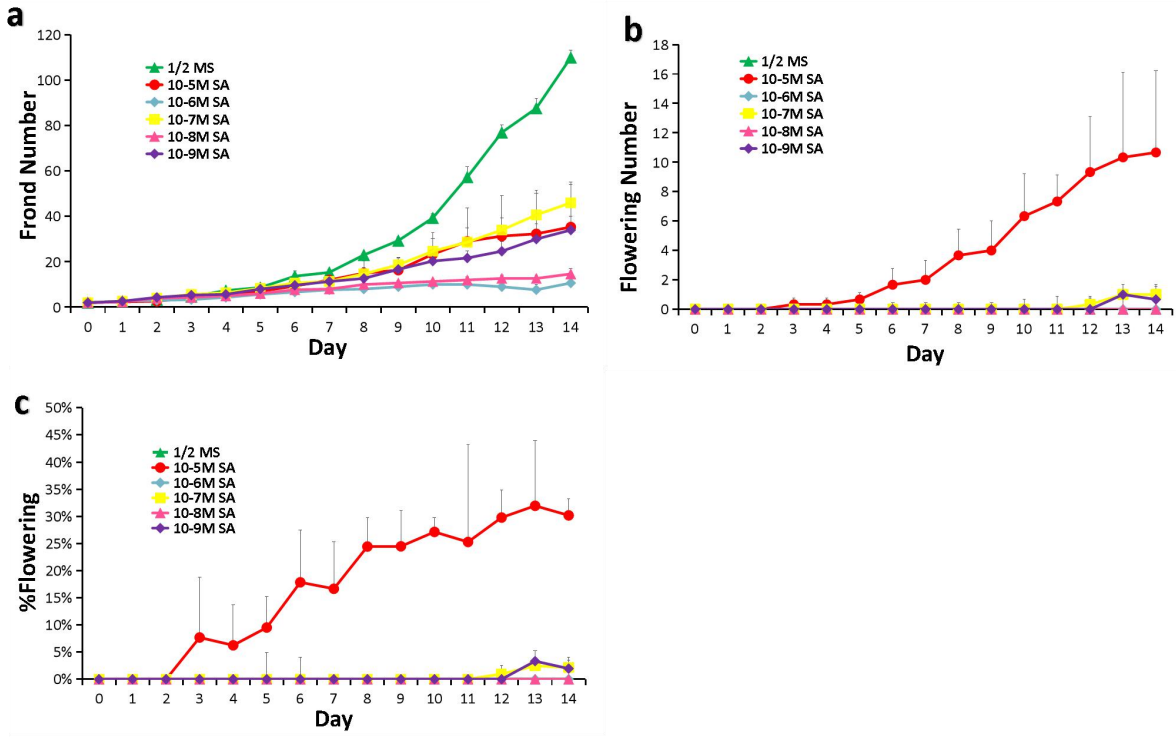 a
120
100
80
60
40
20
0
Frond Number
1/2 MS
10-5M SA
10-6M SA
10-7M SA
10-8M SA
10-9M SA
0 1 2 3 4 5 6 7 8 9 10 11 12 13 14
Day
b
18
16
14
12
10
8
6
4
2
0
Flowering Number
1/2 MS
10-5M SA
10-6M SA
10-7M SA
10-8M SA
10-9M SA
0 1 2 3 4 5 6 7 8 9 10 11 12 13 14
Day
c
50%
45%
40%
35%
30%
25%
20%
15%
10%
5%
0%
%Flowering
1/2 MS
10-5M SA
10-6M SA
10-7M SA
10-8M SA
10-9M SA
0 1 2 3 4 5 6 7 8 9 10 11 12 13 14
Day